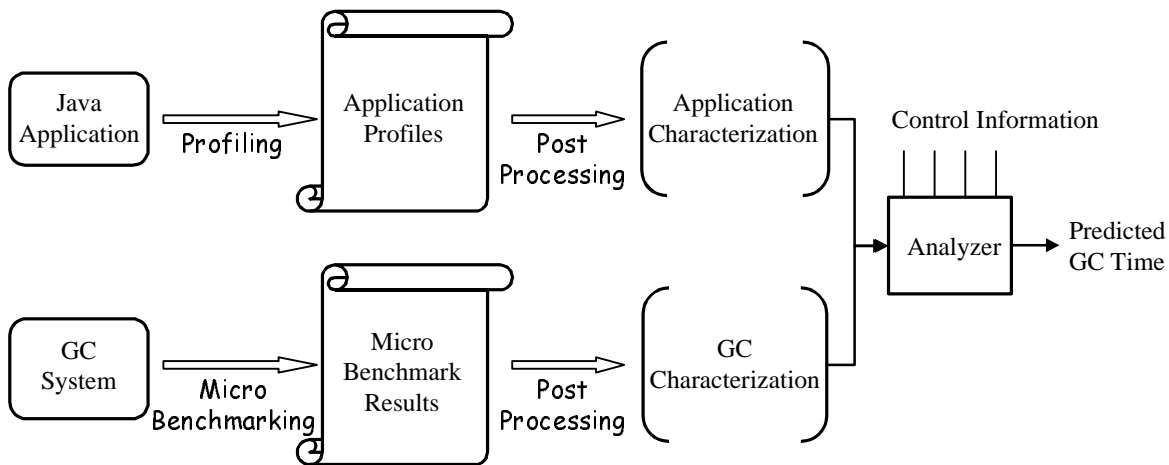 Java
Application
Profiling
Application
Profiles
Post
Processing
Application
Characterization
Control Information
Analyzer
Predicted
GC Time
GC
System
Micro
Benchmarking
Micro
Benchmark
Results
Post
Processing
GC
Characterization